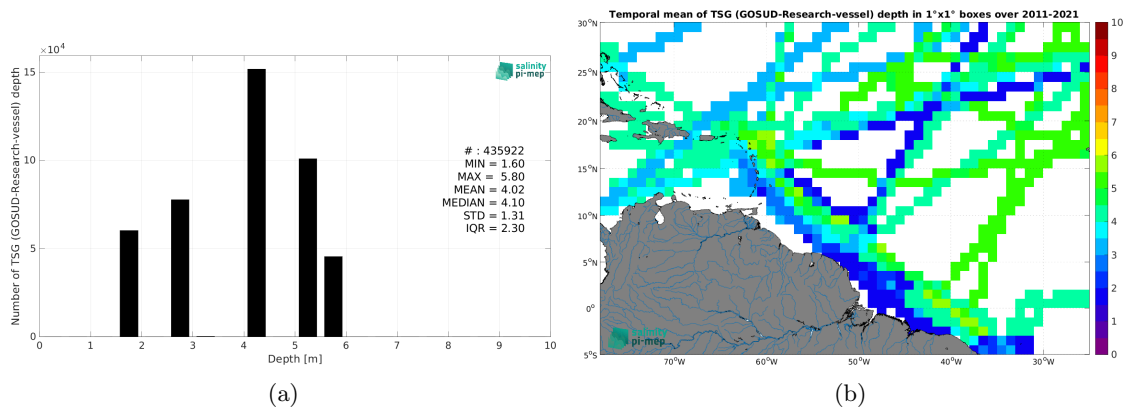 ×10⁴
15
10
5
0
Number of TSG (GOSUD-Research-vessel) depth
salinity
pi-mep
# : 435922
MIN = 1.60
MAX = 5.80
MEAN = 4.02
MEDIAN = 4.10
STD = 1.31
IQR = 2.30
0 1 2 3 4 5 6 7 8 9 10
Depth [m]
(a)
Temporal mean of TSG (GOSUD-Research-vessel) depth in 1°x1° boxes over 2011-2021
30°N
25°N
20°N
15°N
10°N
5°N
0°
5°S
70°W 60°W 50°W 40°W 30°W
salinity
pi-mep
10
9
8
7
6
5
4
3
2
1
0
(b)